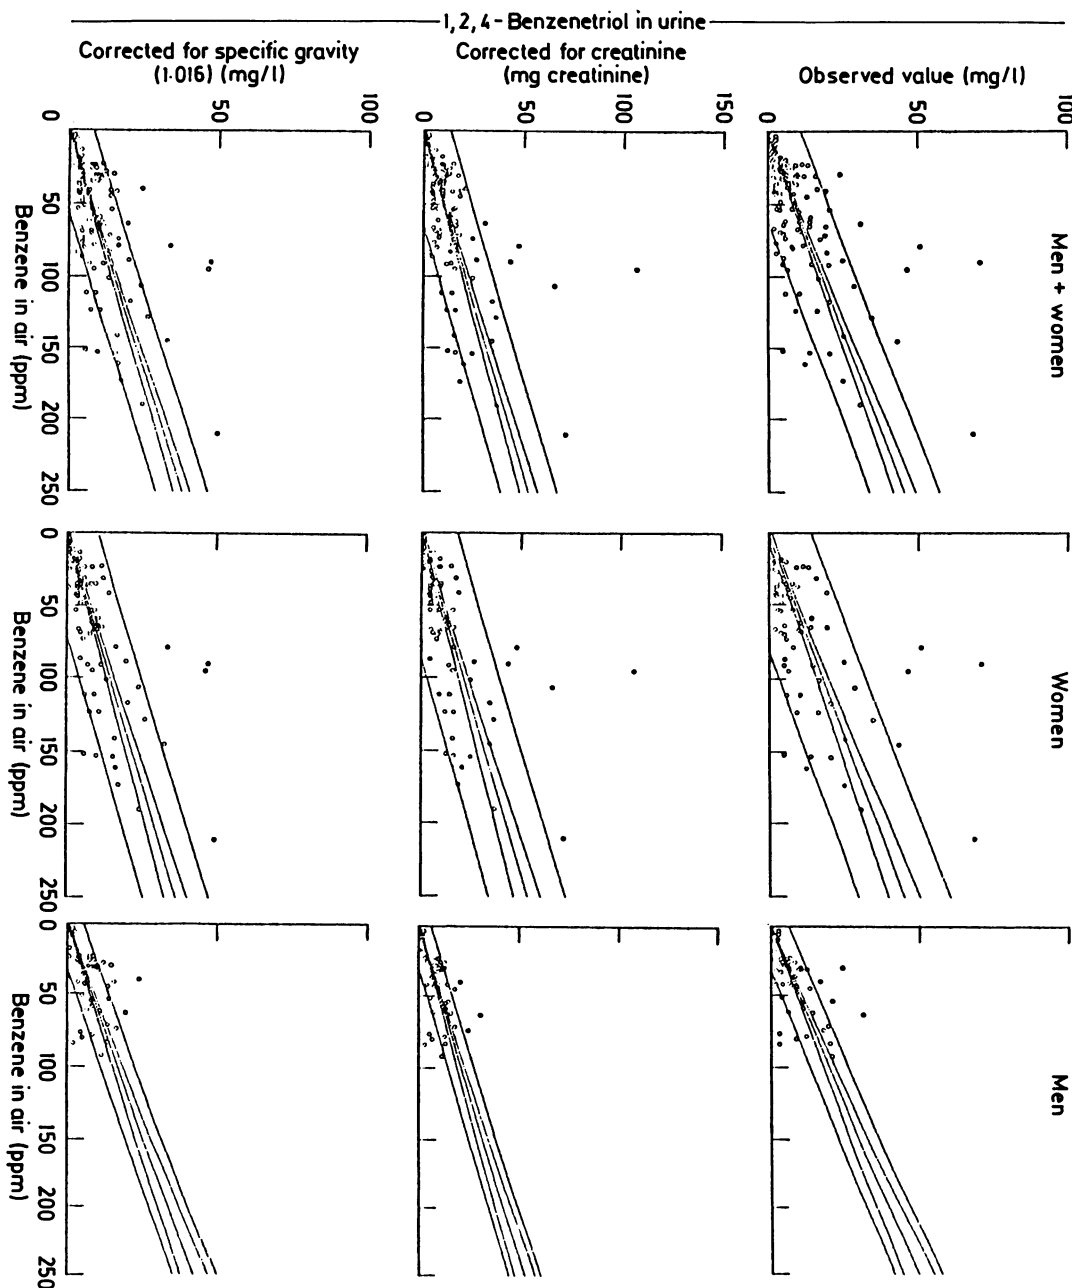 1, 2, 4 - Benzenetriol in urine
Corrected for specific gravity
(1·016) (mg/l)
Corrected for creatinine
(mg creatinine)
Observed value (mg/l)
0 50 100
0 50 100 150
0 50 100
Men + women
0 50 100 150 200 250
Benzene in air (ppm)
Women
0 50 100 150 200 250
Benzene in air (ppm)
Men
0 50 100 150 200 250
Benzene in air (ppm)